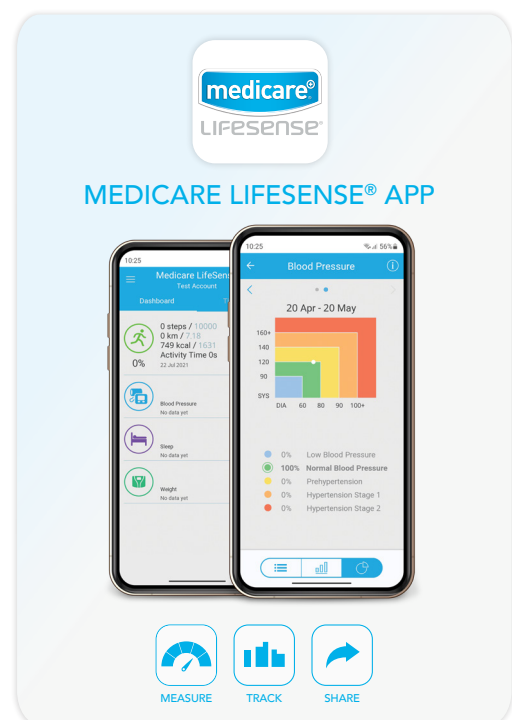 medicare®
LIFESENSE®
MEDICARE LIFESENSE® APP
10:25
Medicare LifeSens
Test Account
Dashboard
0 steps / 10000
0 km / 7.18
749 kcal / 1631
Activity Time 0s
22 Jul 2021
0%
Blood Pressure
No data yet
Sleep
No data yet
Weight
No data yet
10:25
56%
Blood Pressure
20 Apr - 20 May
160+
140
120
90
SYS
DIA 60 80 90 100+
0% Low Blood Pressure
100% Normal Blood Pressure
0% Prehypertension
0% Hypertension Stage 1
0% Hypertension Stage 2
MEASURE
TRACK
SHARE